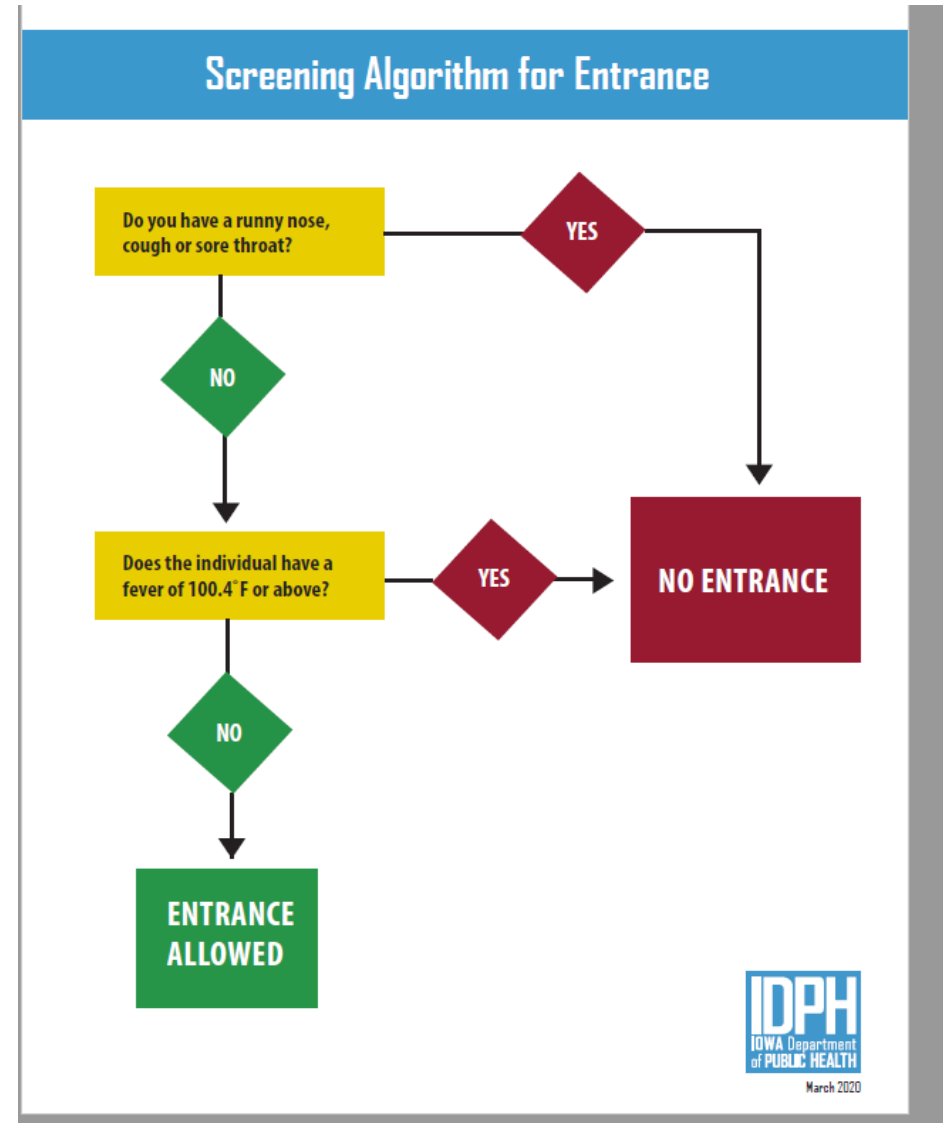 Screening Algorithm for Entrance
Do you have a runny nose,
cough or sore throat?
YES
NO
Does the individual have a
fever of 100.4°F or above?
YES
NO ENTRANCE
NO
ENTRANCE
ALLOWED
IDPH
IOWA Department
of PUBLIC HEALTH
March 2020